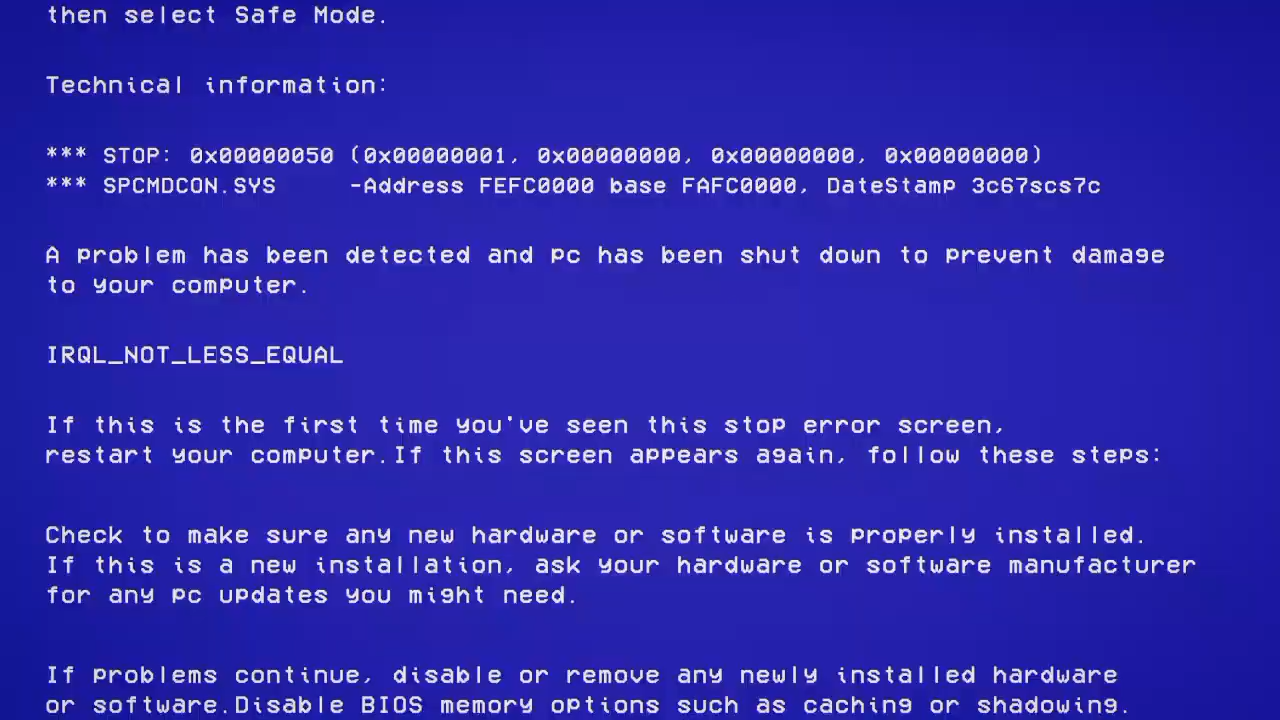 then select Safe Mode.
Technical information:
*** STOP: 0x00000050 (0x00000001, 0x00000000, 0x00000000, 0x00000000)
*** SPCMDCON.SYS -Address FEFC0000 base FAFC0000, DateStamp 3c67scs7c
A problem has been detected and pc has been shut down to prevent damage
to your computer.
IRQL_NOT_LESS_EQUAL
If this is the first time you've seen this stop error screen,
restart your computer.If this screen appears again, follow these steps:
Check to make sure any new hardware or software is properly installed.
If this is a new installation, ask your hardware or software manufacturer
for any pc updates you might need.
If problems continue, disable or remove any newly installed hardware
or software.Disable BIOS memory options such as caching or shadowing.